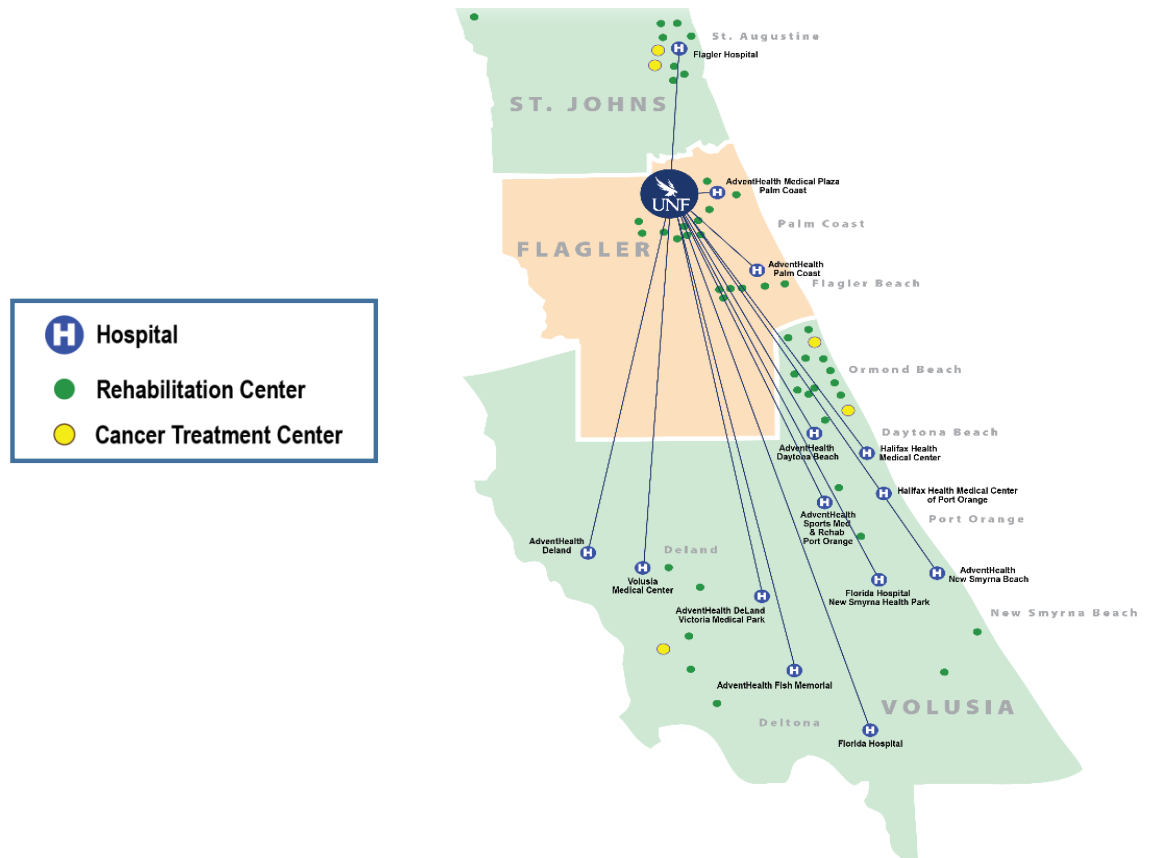 St. Augustine
Flagler Hospital
ST. JOHNS
AdventHealth Medical Plaza
Palm Coast
UNF
Palm Coast
FLAGLER
AdventHealth
Palm Coast
Flagler Beach
Hospital
Rehabilitation Center
Cancer Treatment Center
Ormond Beach
Daytona Beach
AdventHealth
Daytona Beach
Halifax Health
Medical Center
Halifax Health Medical Center
of Port Orange
AdventHealth
Sports Med
& Rehab
Port Orange
Port Orange
AdventHealth
Deland
Deland
Volusia
Medical Center
AdventHealth
New Smyrna Beach
Florida Hospital
New Smyrna Health Park
AdventHealth DeLand
Victoria Medical Park
New Smyrna Beach
AdventHealth Fish Memorial
VOLUSIA
Deltona
Florida Hospital